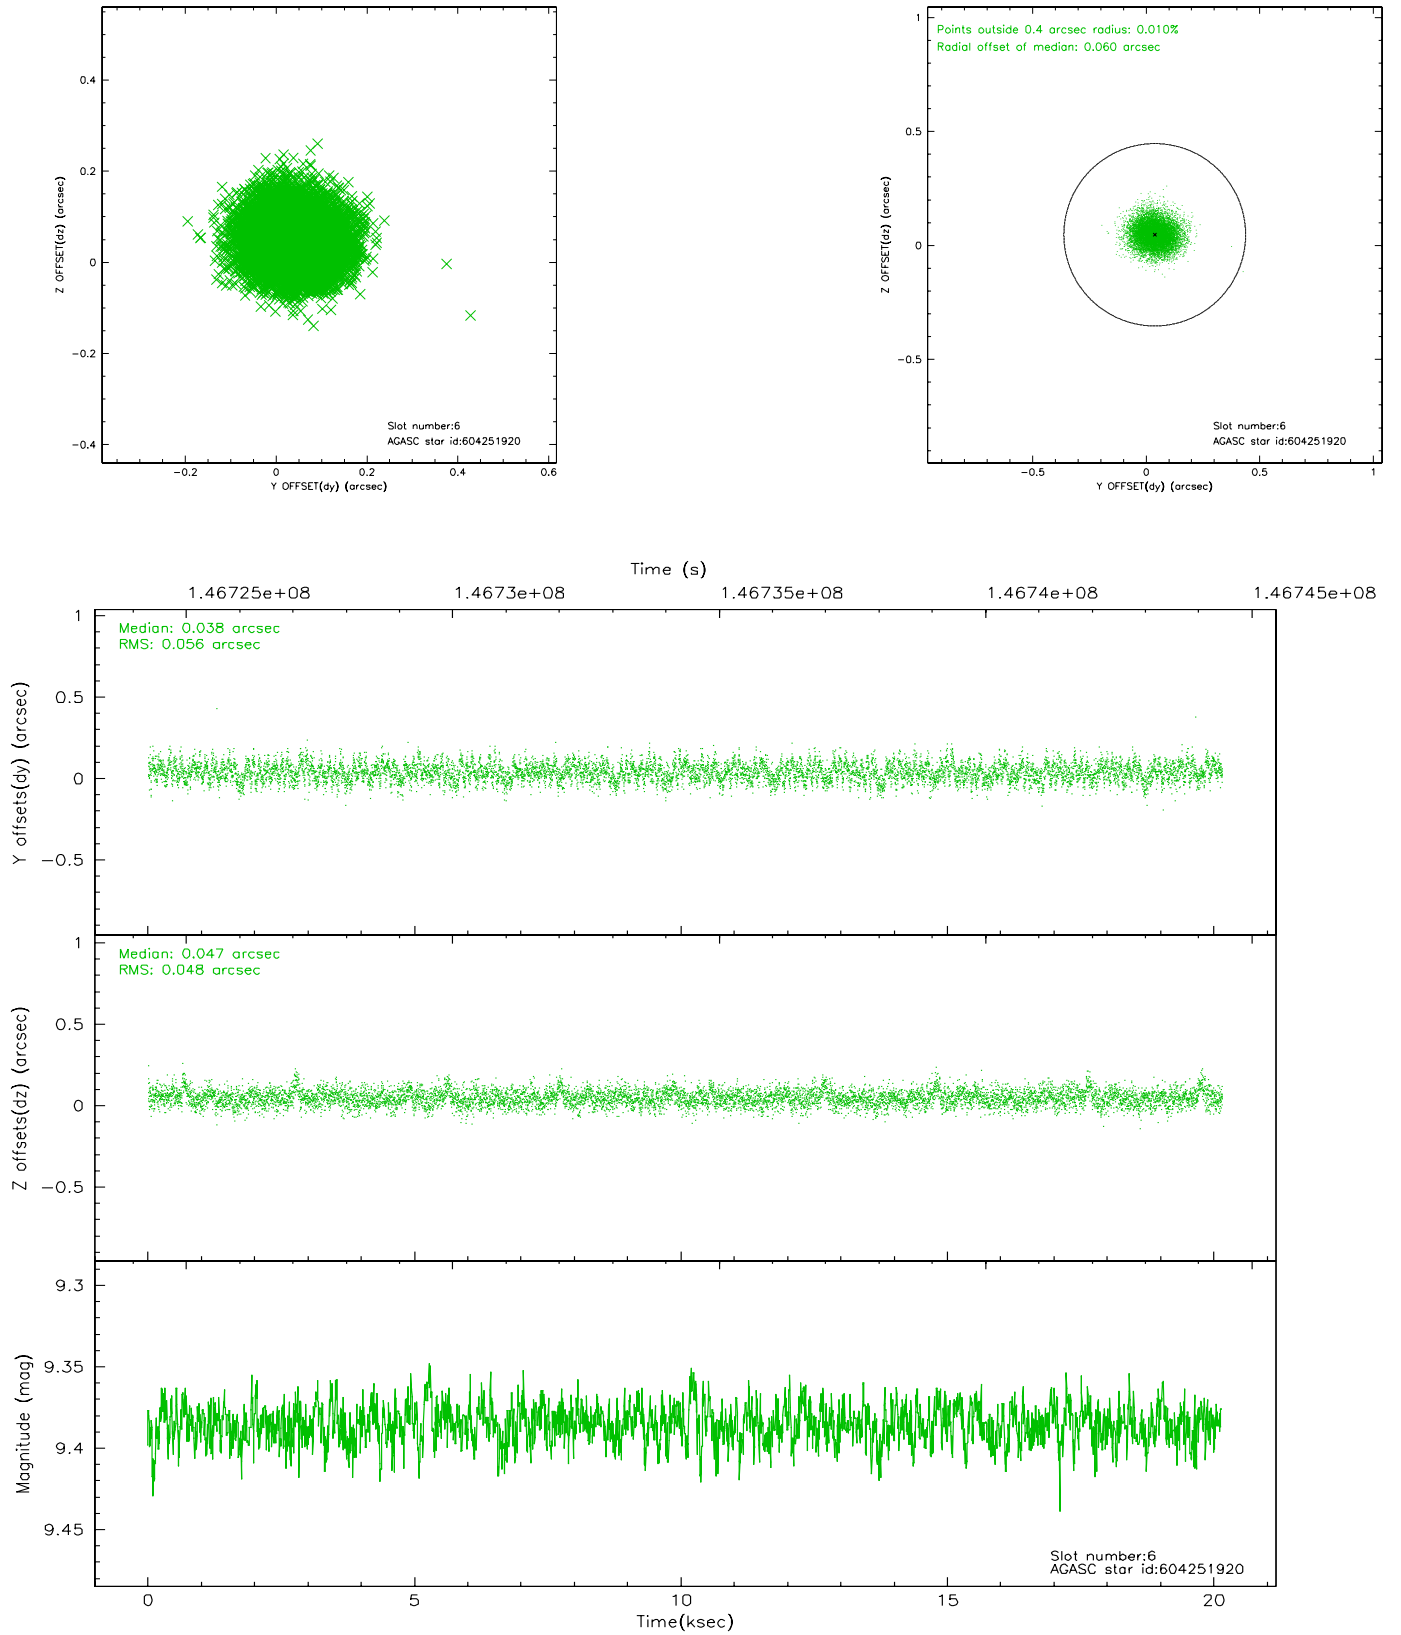 0.4
0.2
0
-0.2
-0.4
Z OFFSET(dz) (arcsec)
Slot number:6
AGASC star id:604251920
-0.2 0 0.2 0.4 0.6
Y OFFSET(dy) (arcsec)
Points outside 0.4 arcsec radius: 0.010%
Radial offset of median: 0.060 arcsec
1
0.5
0
-0.5
Z OFFSET(dz) (arcsec)
Slot number:6
AGASC star id:604251920
-0.5 0 0.5 1
Y OFFSET(dy) (arcsec)
Time (s)
1.46725e+08 1.4673e+08 1.46735e+08 1.4674e+08 1.46745e+08
Median: 0.038 arcsec
RMS: 0.056 arcsec
1
0.5
0
-0.5
Y offsets(dy) (arcsec)
Median: 0.047 arcsec
RMS: 0.048 arcsec
1
0.5
0
-0.5
Z offsets(dz) (arcsec)
9.3
9.35
9.4
9.45
Magnitude (mag)
Slot number:6
AGASC star id:604251920
0 5 10 15 20
Time(ksec)